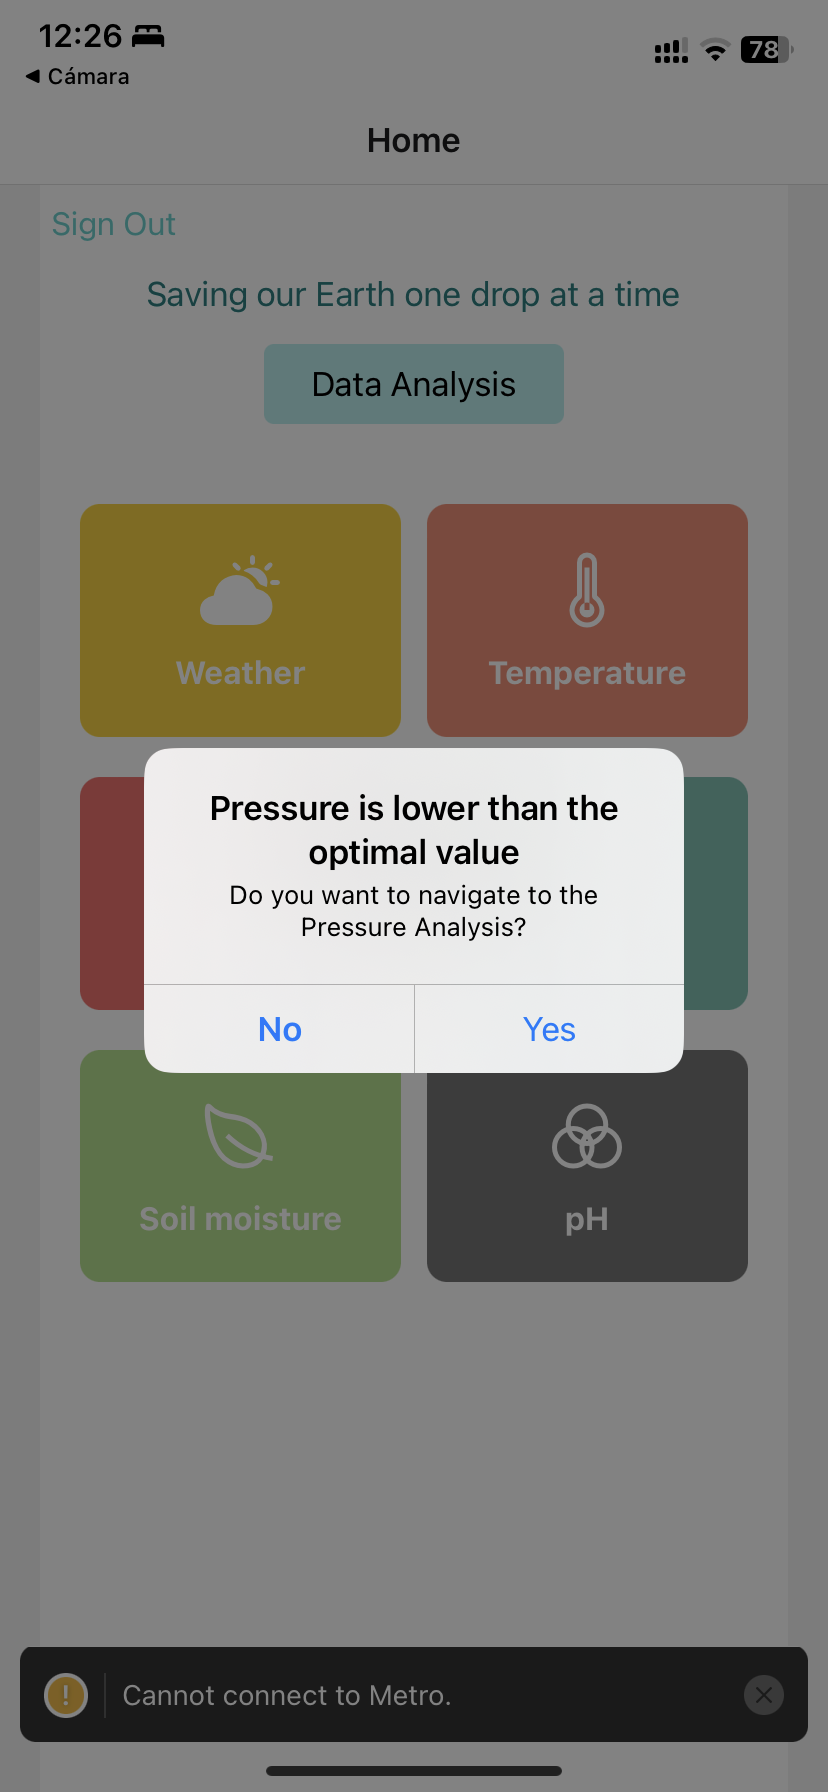 12:26
78
Cámara
Home
Sign Out
Saving our Earth one drop at a time
Data Analysis
Weather
Temperature
Pressure is lower than the
optimal value
Do you want to navigate to the
Pressure Analysis?
No
Yes
Soil moisture
pH
!
Cannot connect to Metro.